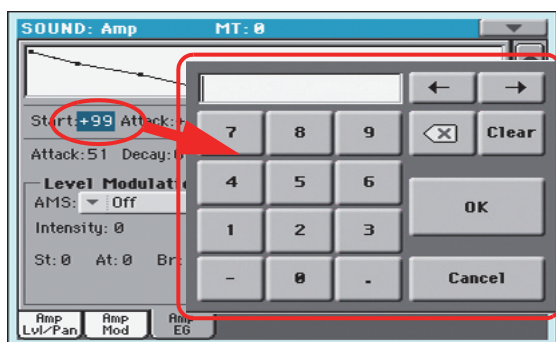 SOUND: Amp MT: 0
Start: +99 Attack: +
Attack: 51 Decay:
Level Modulati
AMS: Off
Intensity: 0
St: 0 At: 0 Br:
Amp Lvl/Pan
Amp Mod
Amp EG
← →
7 8 9 Clear
4 5 6
OK
1 2 3
- 0 . Cancel